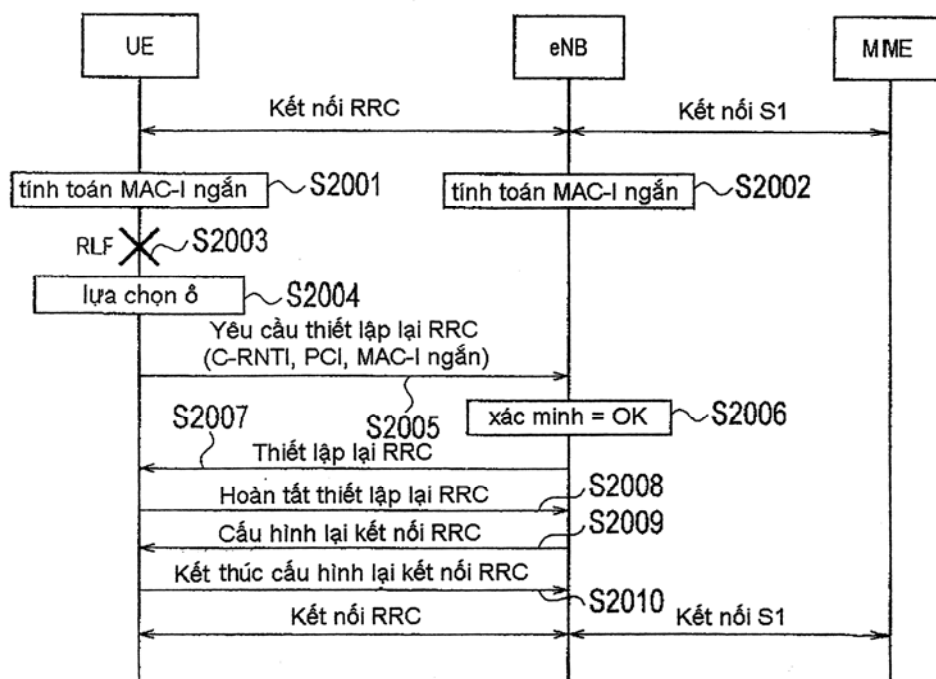 UE
eNB
MME
Kết nối RRC
Kết nối S1
tính toán MAC-I ngắn
S2001
tính toán MAC-I ngắn
S2002
RLF
S2003
lựa chọn ô
S2004
Yêu cầu thiết lập lại RRC
(C-RNTI, PCI, MAC-I ngắn)
S2005
xác minh = OK
S2006
S2007
Thiết lập lại RRC
Hoàn tất thiết lập lại RRC
S2008
Cấu hình lại kết nối RRC
S2009
Kết thúc cấu hình lại kết nối RRC
S2010
Kết nối RRC
Kết nối S1